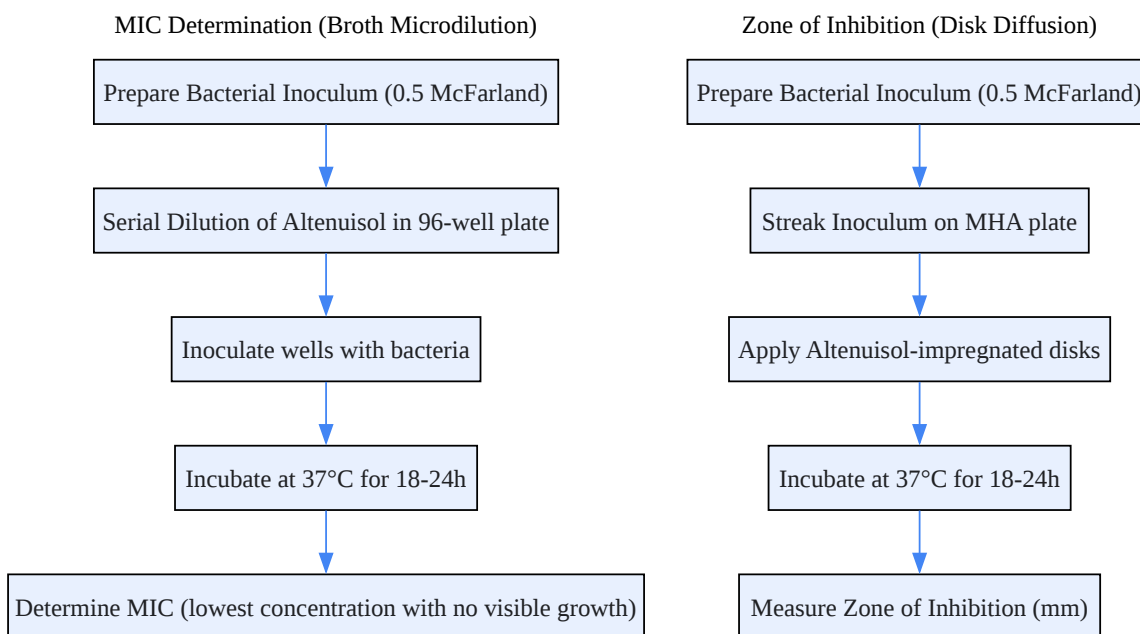 MIC Determination (Broth Microdilution)
Prepare Bacterial Inoculum (0.5 McFarland)
Serial Dilution of Altenuisol in 96-well plate
Inoculate wells with bacteria
Incubate at 37°C for 18-24h
Determine MIC (lowest concentration with no visible growth)
Zone of Inhibition (Disk Diffusion)
Prepare Bacterial Inoculum (0.5 McFarland)
Streak Inoculum on MHA plate
Apply Altenuisol-impregnated disks
Incubate at 37°C for 18-24h
Measure Zone of Inhibition (mm)